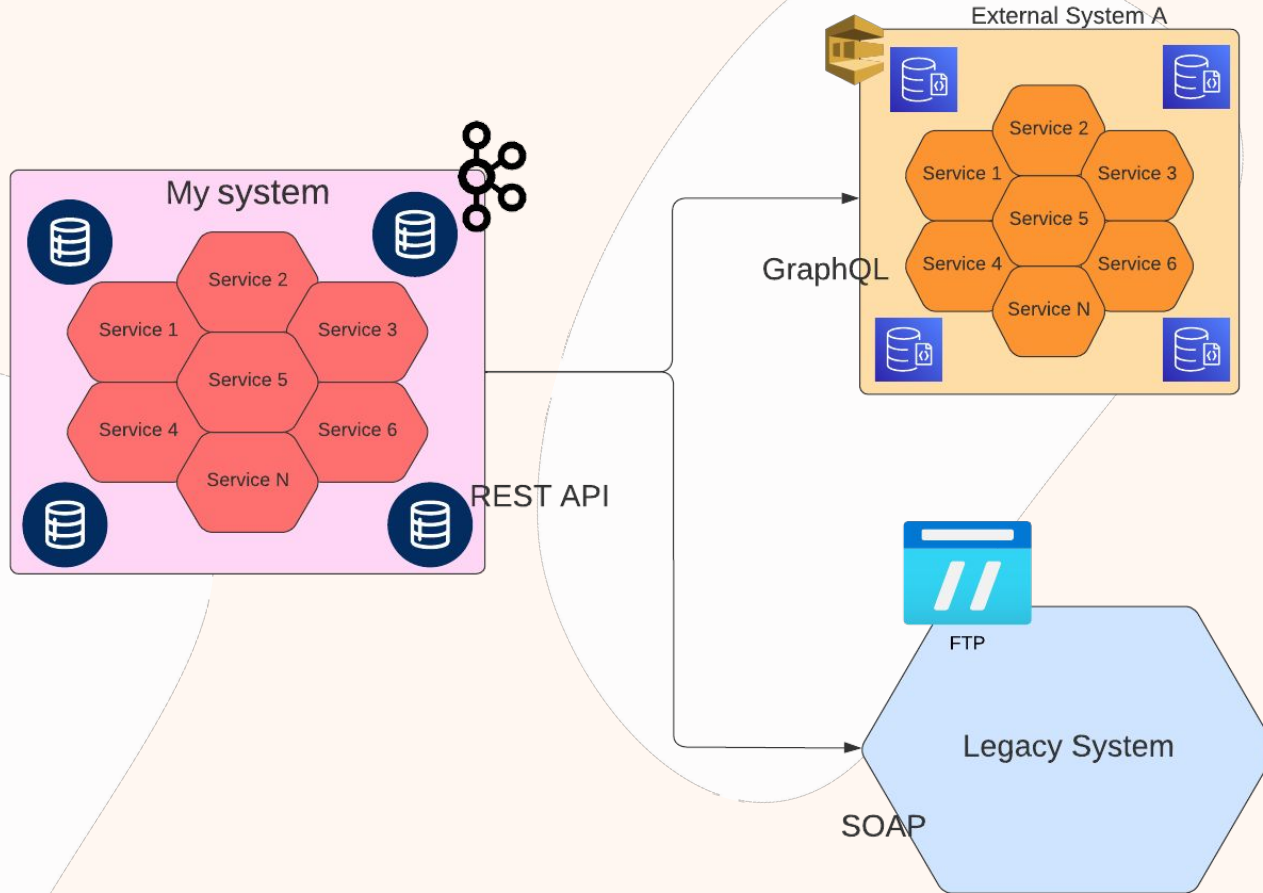 External System A
Service 2
Service 1
Service 3
Service 5
Service 4
Service 6
Service N
GraphQL
My system
Service 2
Service 1
Service 3
Service 5
Service 4
Service 6
Service N
REST API
FTP
Legacy System
SOAP